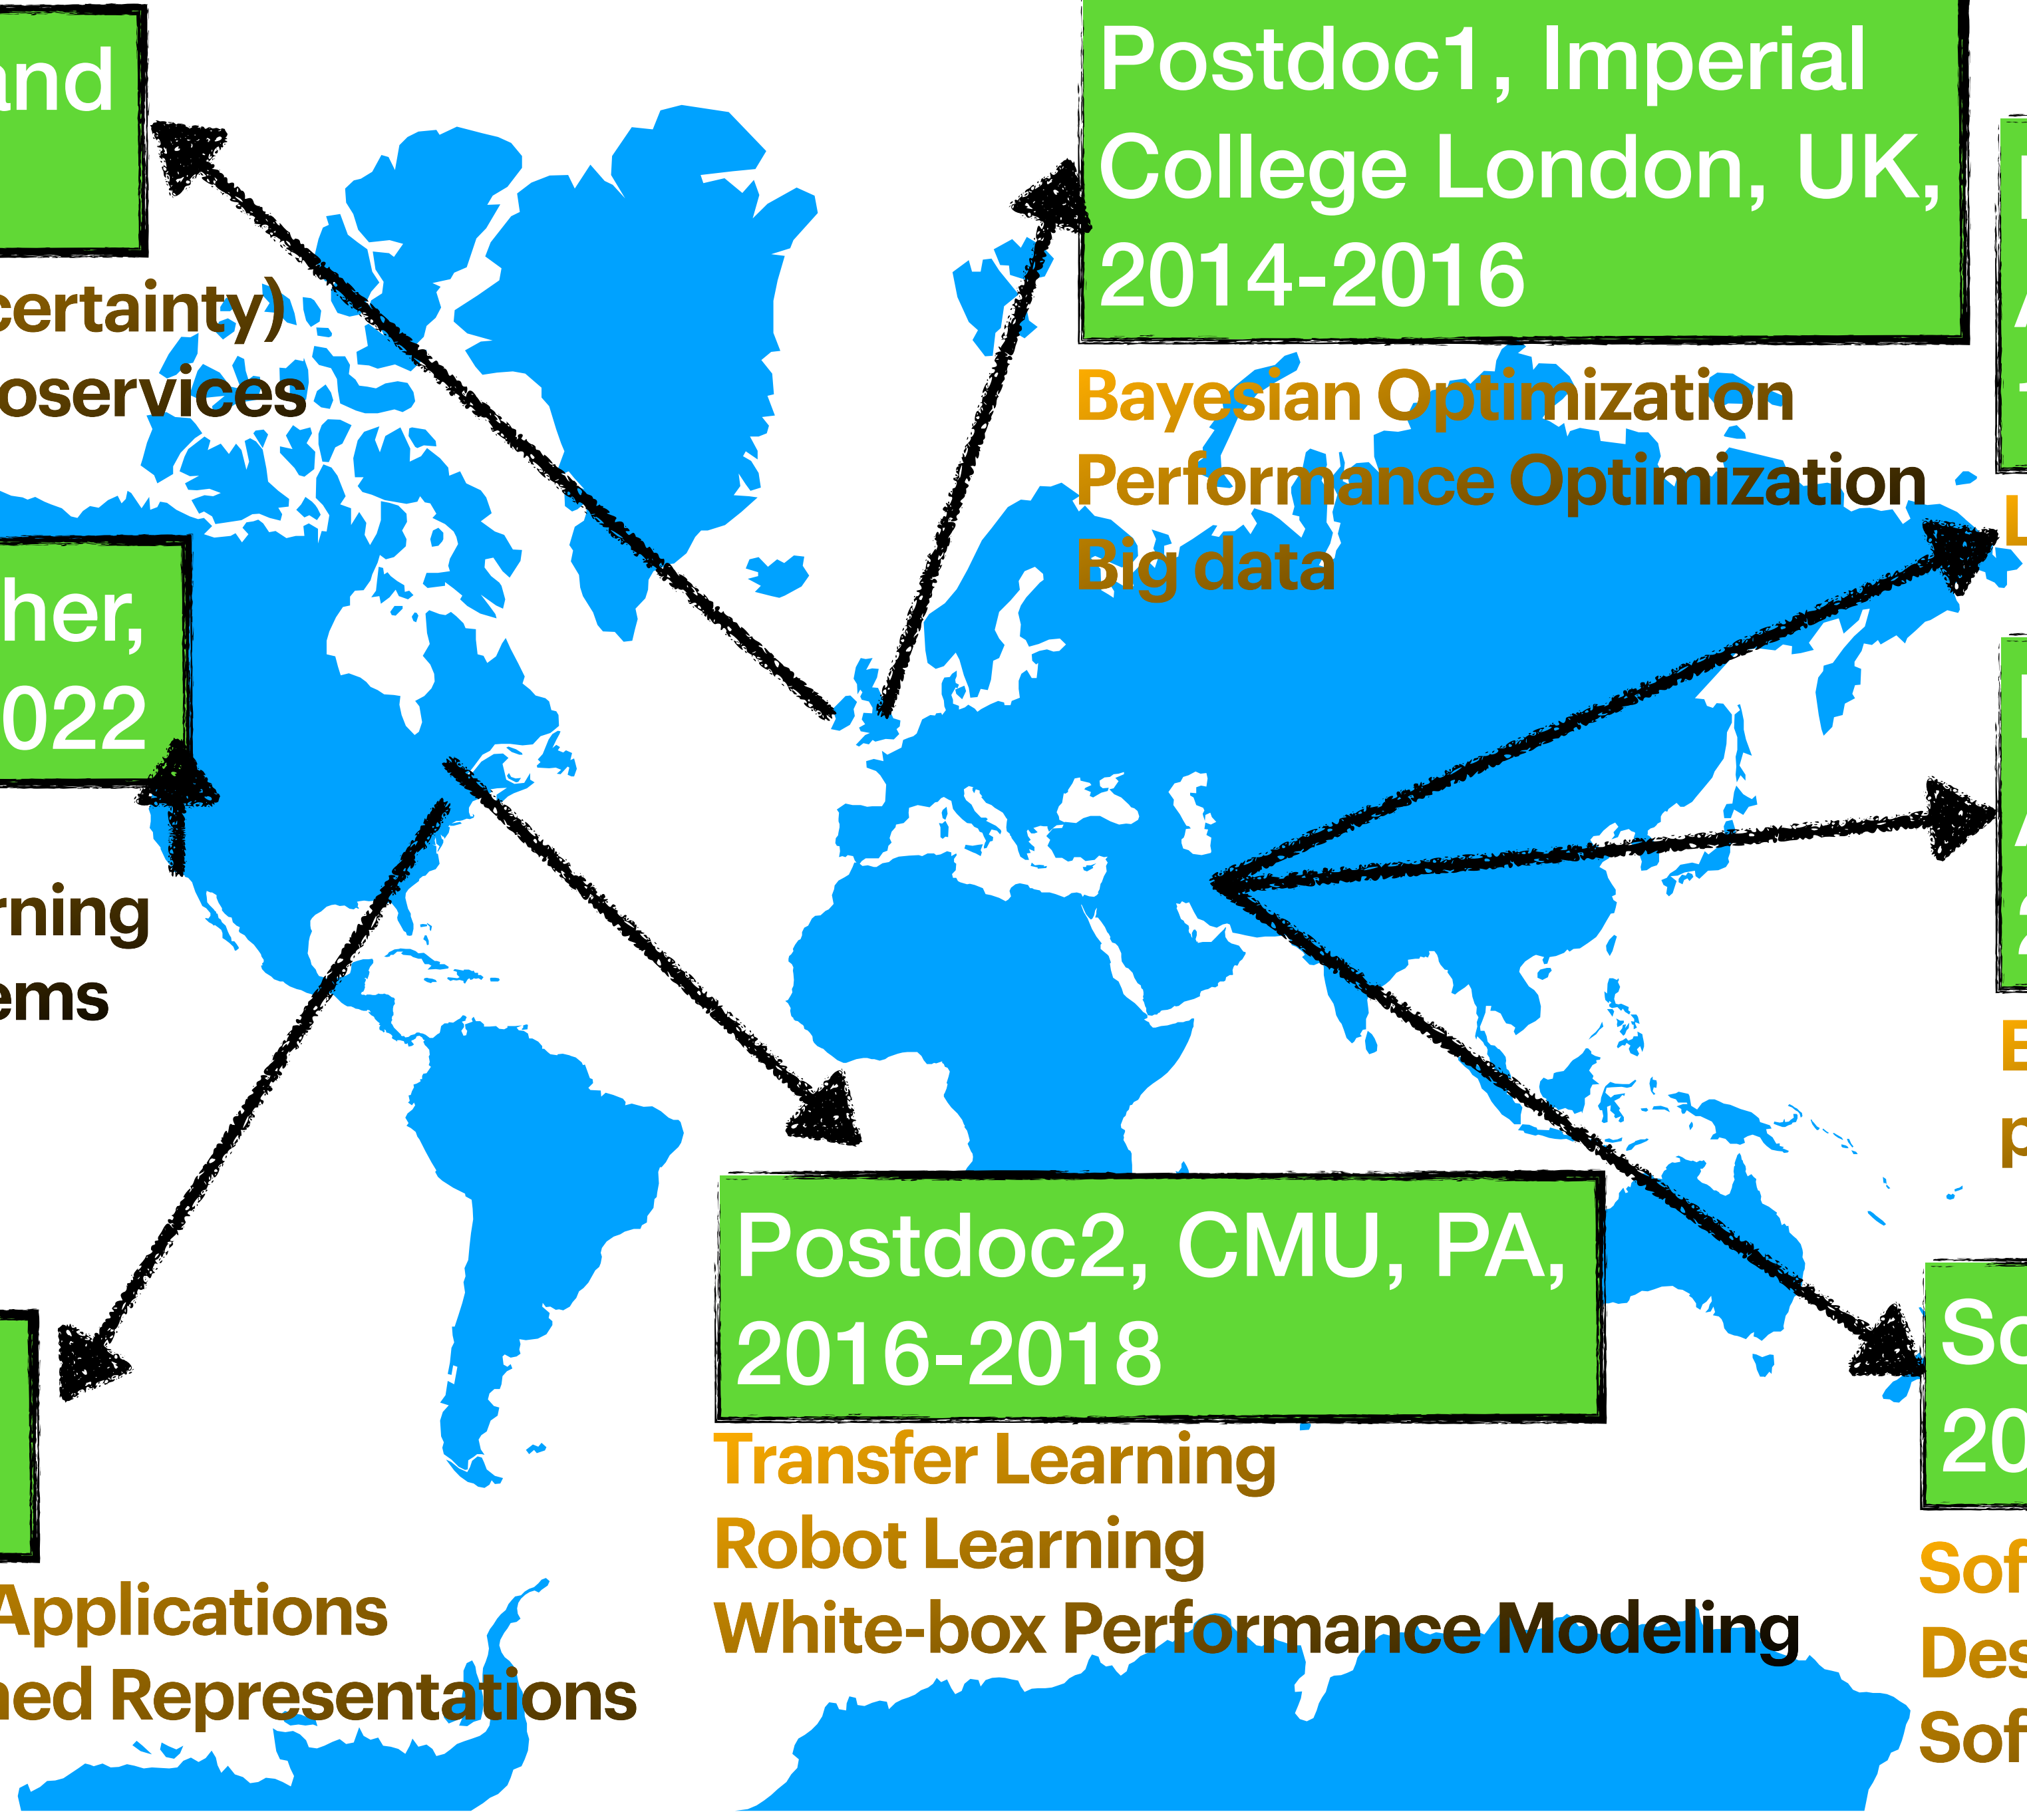 and
certainty)
oservices
Postdoc1, Imperial
College London, UK,
2014-2016
Bayesian Optimization
Performance Optimization
Big data
her,
022
rning
ems
Postdoc2, CMU, PA,
2016-2018
Transfer Learning
Robot Learning
White-box Performance Modeling
Applications
ned Representations
L
E
p
So
20
Sof
Des
Sof